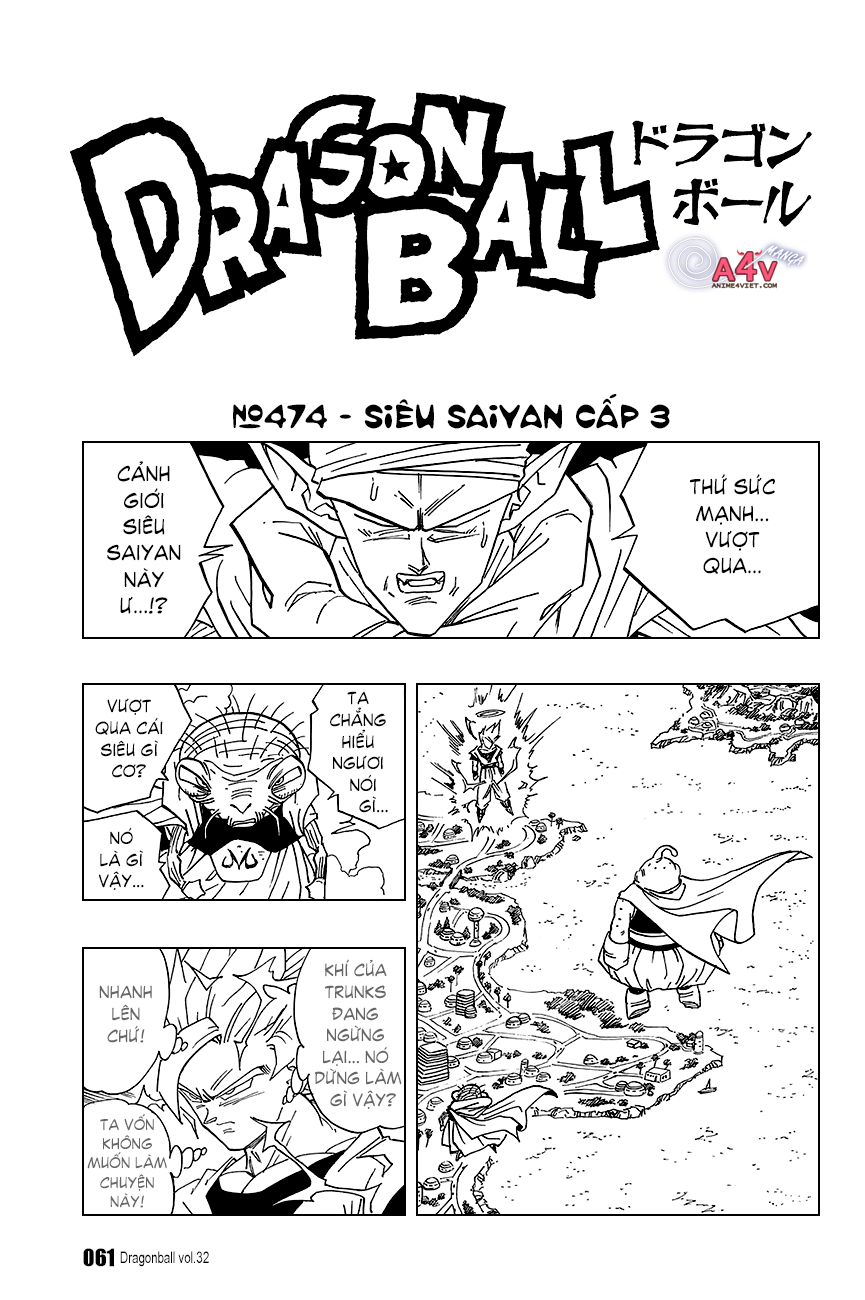 DRAGON BALL
ドラゴン
ボール
A4V
MANGA
ANIME4VIET.COM
№474 - SIÊU SAIYAN CẤP 3
THỨ SỨC
MẠNH...
VƯỢT
QUA...
CẢNH
GIỚI
SIÊU
SAIYAN
NÀY
Ư...!?
TA
CHẲNG
HIỂU
NGƯƠI
NÓI
GÌ...
VƯỢT
QUA CÁI
SIÊU GÌ
CƠ?
NÓ
LÀ GÌ
VẬY...
KHÍ CỦA
TRUNKS
ĐANG
NGỪNG
LẠI... NÓ
DỪNG LÀM
GÌ VẬY?
NHANH
LÊN
CHỨ!
TA VỐN
KHÔNG
MUỐN LÀM
CHUYỆN
NÀY!
061 Dragonball vol.32